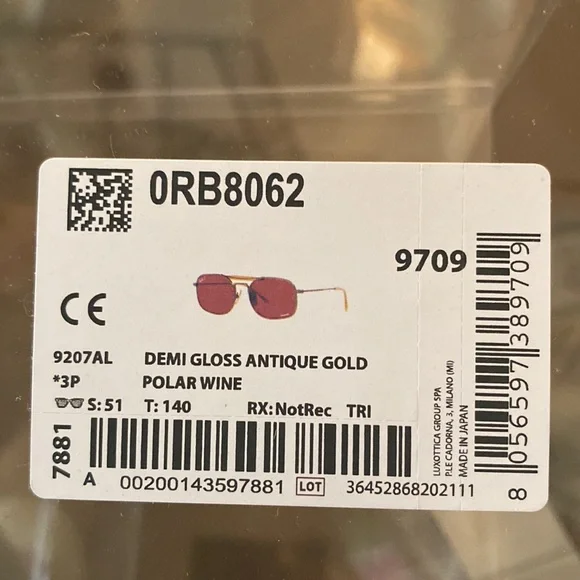 0RB8062
9709
CE
9207AL DEMI GLOSS ANTIQUE GOLD
*3P POLAR WINE
S: 51 T: 140 RX:NotRec TRI
7881
A 00200143597881 LOT 36452868202111
LUXOTTICA GROUP SPA
P.LE CADORNA, 3, MILANO (MI)
MADE IN JAPAN
8 056597 389709